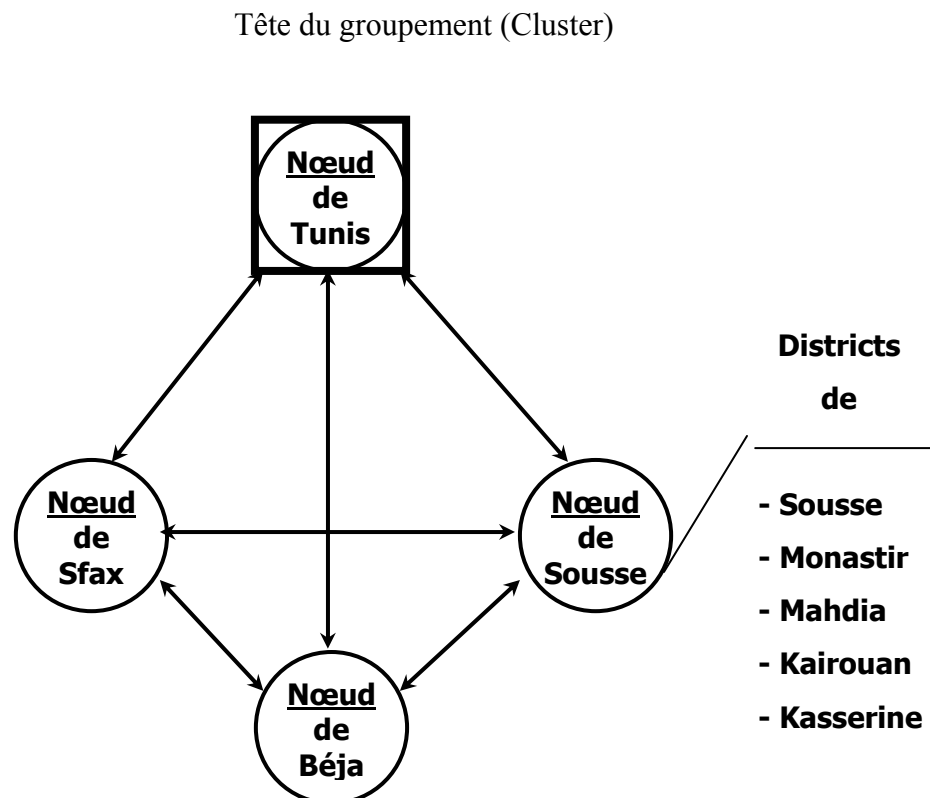 Tête du groupement (Cluster)
Nœud
de
Tunis
Districts
de
Nœud
de
Sfax
Nœud
de
Sousse
- Sousse
- Monastir
- Mahdia
- Kairouan
- Kasserine
Nœud
de
Béja